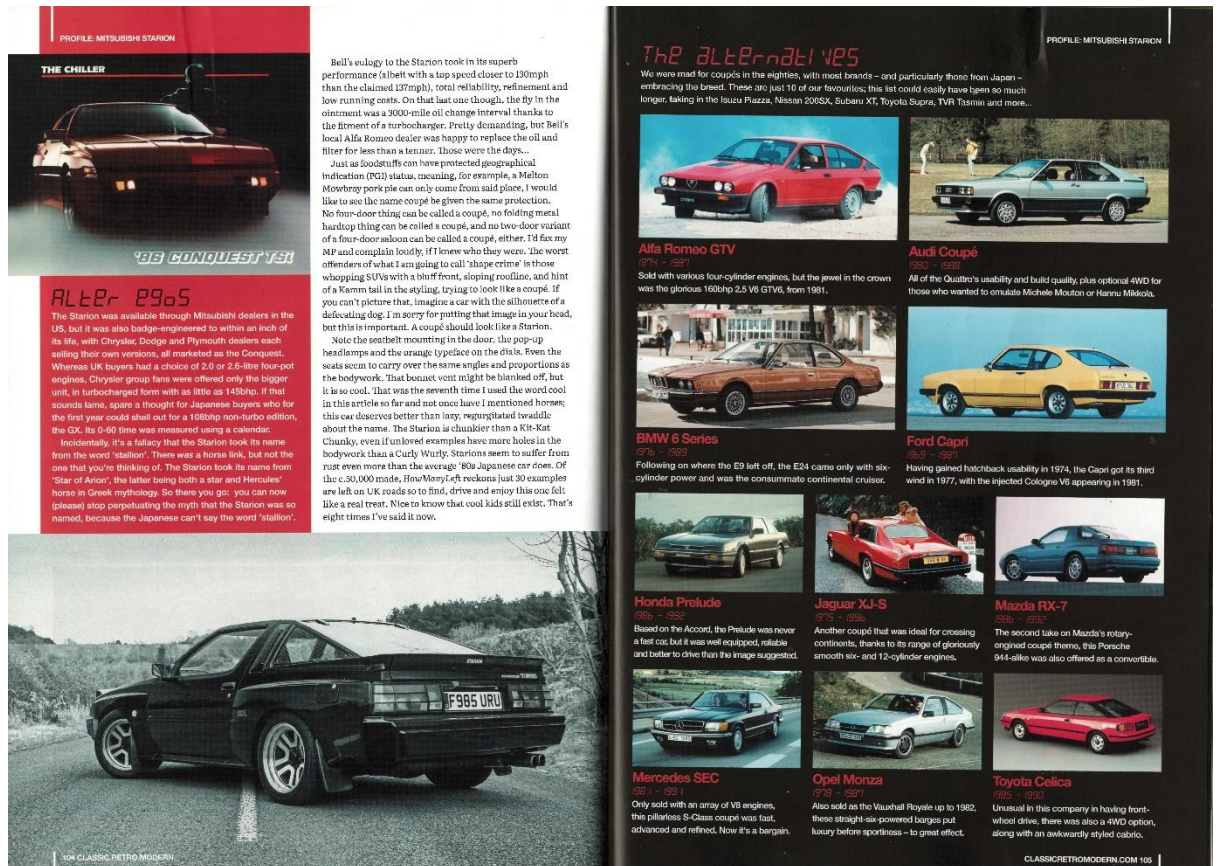 PROFILE: MITSUBISHI STARION
THE CHILLER
'86 CONQUEST TSi
ALTER EGOS
The Starion was available through Mitsubishi dealers in the
US, but it was also badge-engineered to within an inch of
its life, with Chrysler, Dodge and Plymouth dealers each
selling their own versions, all marketed as the Conquest.
Whereas UK buyers had a choice of 2.0 or 2.6-litre four-pot
engines, Chrysler group fans were offered only the bigger
unit, in turbocharged form with as little as 145bhp. If that
sounds lame, spare a thought for Japanese buyers who for
the first year could shell out for a 108bhp non-turbo edition,
the GX. Its 0-60 time was measured using a calendar.
Incidentally, it's a fallacy that the Starion took its name
from the word 'stallion'. There was a horse link, but not the
one that you're thinking of. The Starion took its name from
'Star of Arion', the latter being both a star and Hercules'
horse in Greek mythology. So there you go: you can now
(please) stop perpetuating the myth that the Starion was so
named, because the Japanese can't say the word 'stallion'.
Bell's eulogy to the Starion took in its superb
performance (albeit with a top speed closer to 130mph
than the claimed 137mph), total reliability, refinement and
low running costs. On that last one though, the fly in the
ointment was a 3000-mile oil change interval thanks to
the fitment of a turbocharger. Pretty demanding, but Bell's
local Alfa Romeo dealer was happy to replace the oil and
filter for less than a tenner. Those were the days...
Just as foodstuffs can have protected geographical
indication (PGI) status, meaning, for example, a Melton
Mowbray pork pie can only come from said place, I would
like to see the name coupé be given the same protection.
No four-door thing can be called a coupé, no folding metal
hardtop thing can be called a coupé, and no two-door variant
of a four-door saloon can be called a coupé, either. I'd fax my
MP and complain loudly, if I knew who they were. The worst
offenders of what I am going to call 'shape crime' is those
whopping SUVs with a bluff front, sloping roofline, and hint
of a Kamm tail in the styling, trying to look like a coupé. If
you can't picture that, imagine a car with the silhouette of a
defecating dog. I'm sorry for putting that image in your head,
but this is important. A coupé should look like a Starion.
Note the seatbelt mounting in the door, the pop-up
headlamps and the orange typeface on the dials. Even the
seats seem to carry over the same angles and proportions as
the bodywork. That bonnet vent might be blanked off, but
it is so cool. That was the seventh time I used the word cool
in this article so far and not once have I mentioned horses;
this car deserves better than lazy, regurgitated twaddle
about the name. The Starion is chunkier than a Kit-Kat
Chunky, even if unloved examples have more holes in the
bodywork than a Curly Wurly. Starions seem to suffer from
rust even more than the average '80s Japanese car does. Of
the c.50,000 made, HowManyLeft reckons just 30 examples
are left on UK roads so to find, drive and enjoy this one felt
like a real treat. Nice to know that cool kids still exist. That's
eight times I've said it now.
F985 URU
104 CLASSIC.RETRO.MODERN
PROFILE: MITSUBISHI STARION
THE ALTERNATIVES
We were mad for coupés in the eighties, with most brands – and particularly those from Japan –
embracing the breed. These are just 10 of our favourites; this list could easily have been so much
longer, taking in the Isuzu Piazza, Nissan 200SX, Subaru XT, Toyota Supra, TVR Tasmin and more...
Alfa Romeo GTV
1974 - 1987
Sold with various four-cylinder engines, but the jewel in the crown
was the glorious 160bhp 2.5 V6 GTV6, from 1981.
Audi Coupé
1980 - 1988
All of the Quattro's usability and build quality, plus optional 4WD for
those who wanted to emulate Michele Mouton or Hannu Mikkola.
BMW 6 Series
1976 - 1989
Following on where the E9 left off, the E24 came only with six-
cylinder power and was the consummate continental cruiser.
Ford Capri
1969 - 1987
Having gained hatchback usability in 1974, the Capri got its third
wind in 1977, with the injected Cologne V6 appearing in 1981.
Honda Prelude
1986 - 1992
Based on the Accord, the Prelude was never
a fast car, but it was well equipped, reliable
and better to drive than the image suggested.
Jaguar XJ-S
1975 - 1996
Another coupé that was ideal for crossing
continents, thanks to its range of gloriously
smooth six- and 12-cylinder engines.
Mazda RX-7
1986 - 1992
The second take on Mazda's rotary-
engined coupé theme, this Porsche
944-alike was also offered as a convertible.
Mercedes SEC
1981 - 1991
Only sold with an array of V8 engines,
this pillarless S-Class coupé was fast,
advanced and refined. Now it's a bargain.
Opel Monza
1978 - 1987
Also sold as the Vauxhall Royale up to 1982,
these straight-six-powered barges put
luxury before sportiness – to great effect.
Toyota Celica
1985 - 1990
Unusual in this company in having front-
wheel drive, there was also a 4WD option,
along with an awkwardly styled cabrio.
CLASSICRETROMODERN.COM 105